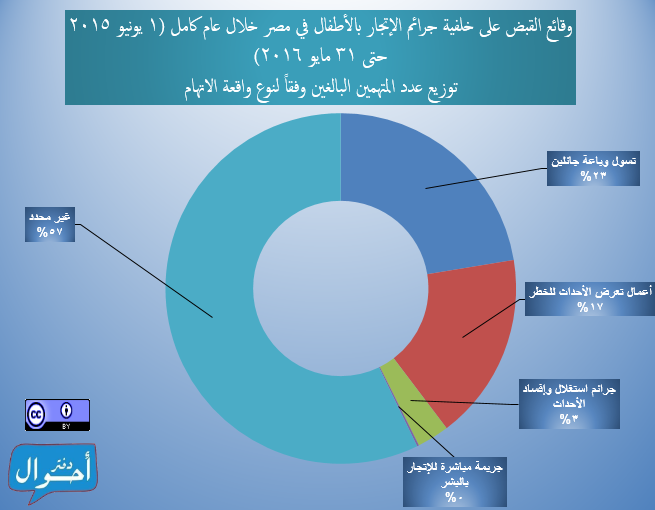 وقائع القبض على خلفية جرائم الإتجار بالأطفال في مصر خلال عام كامل (١ يونيو ٢٠١٥
حتى ٣١ مايو ٢٠١٦)
توزيع عدد المتهمين البالغين وفقاً لنوع واقعة الاتهام
تسول وباعة جائلين
%٢٣
غير محدد
%٥٧
أعمال تعرض الأحداث للخطر
%١٧
جرائم استغلال وإفساد
الأحداث
%٣
جريمة مباشرة للإتجار
بالبشر
%٠
cc
BY
دفتر
أحوال